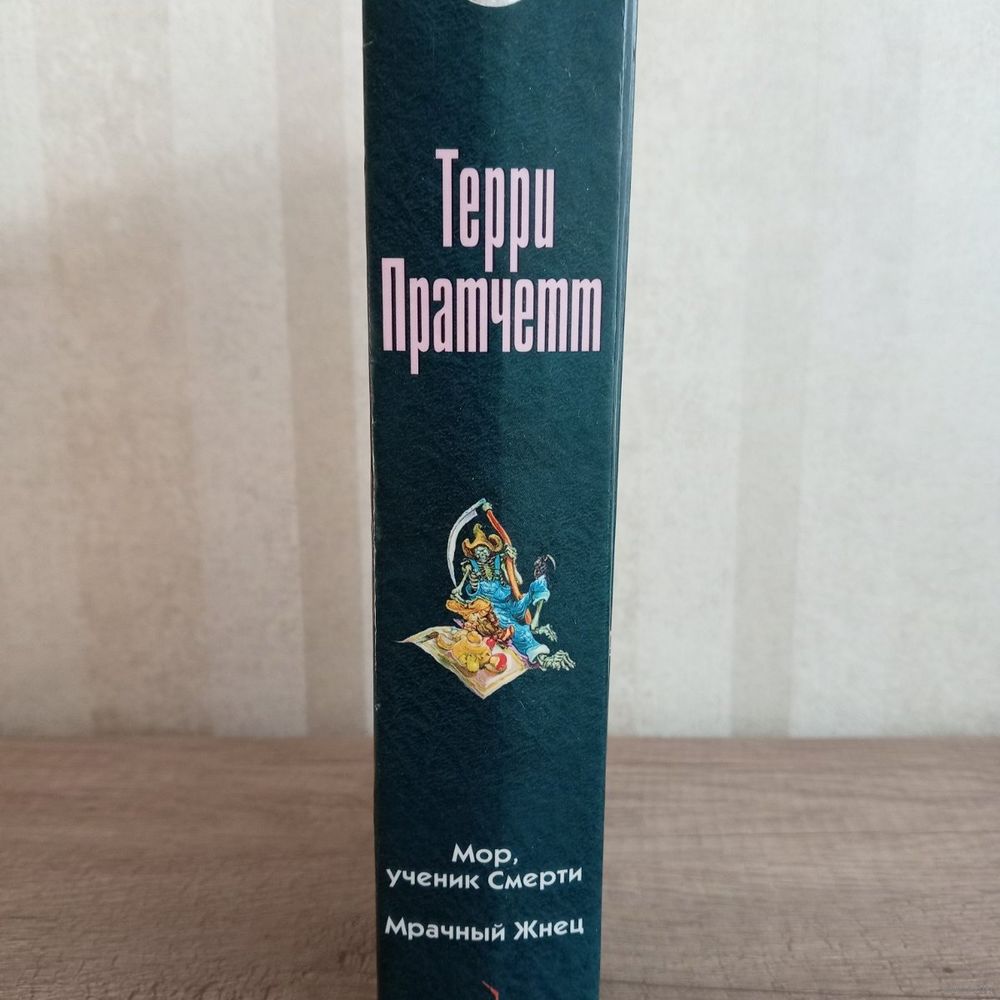 Терри
Пратчетт
Мор,
ученик Смерти
Мрачный Жнец